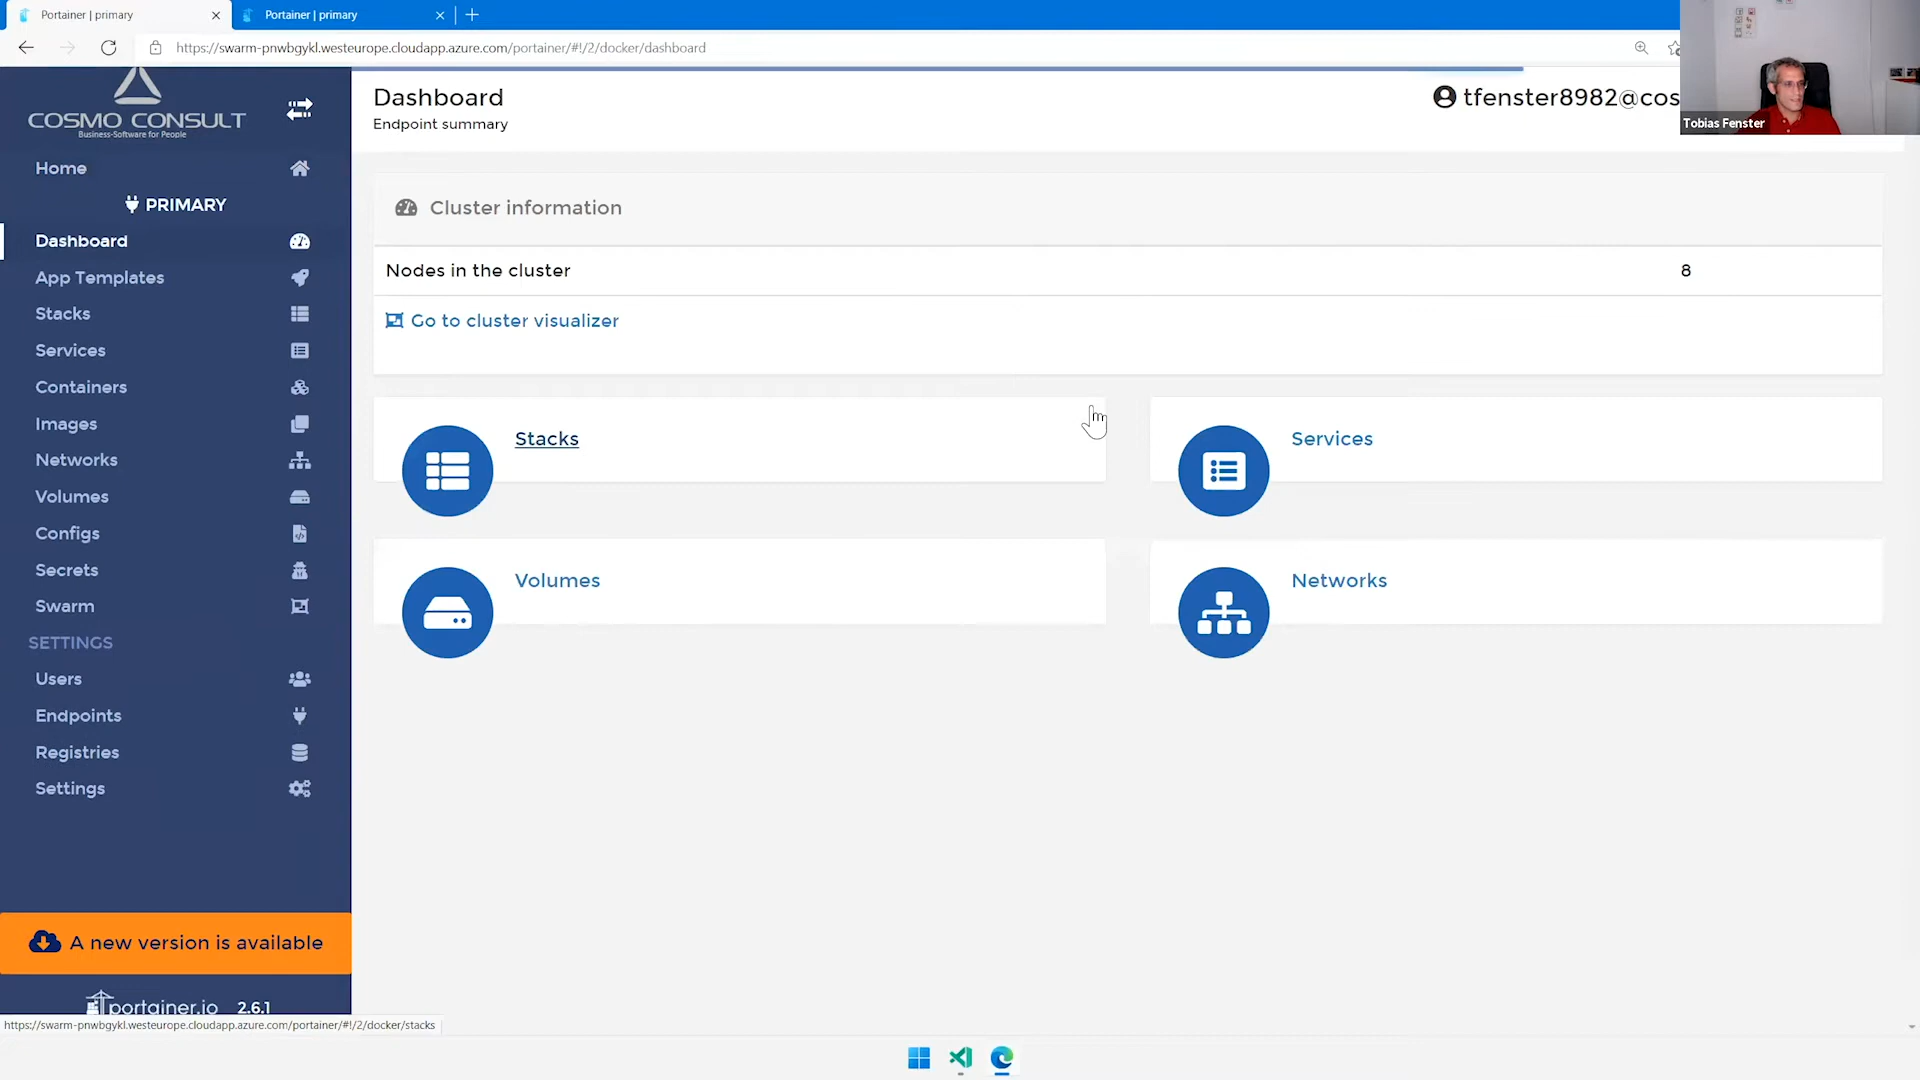 Portainer | primary
Portainer | primary
https://swarm-pnwbgykl.westeurope.cloudapp.azure.com/portainer/#!/2/docker/dashboard
COSMO CONSULT
Business-Software for People
Home
PRIMARY
Dashboard
App Templates
Stacks
Services
Containers
Images
Networks
Volumes
Configs
Secrets
Swarm
SETTINGS
Users
Endpoints
Registries
Settings
A new version is available
portainer.io 2.6.1
https://swarm-pnwbgykl.westeurope.cloudapp.azure.com/portainer/#!/2/docker/stacks
Dashboard
Endpoint summary
tfenster8982@cos
Tobias Fenster
Cluster information
Nodes in the cluster 8
Go to cluster visualizer
Stacks
Services
Volumes
Networks